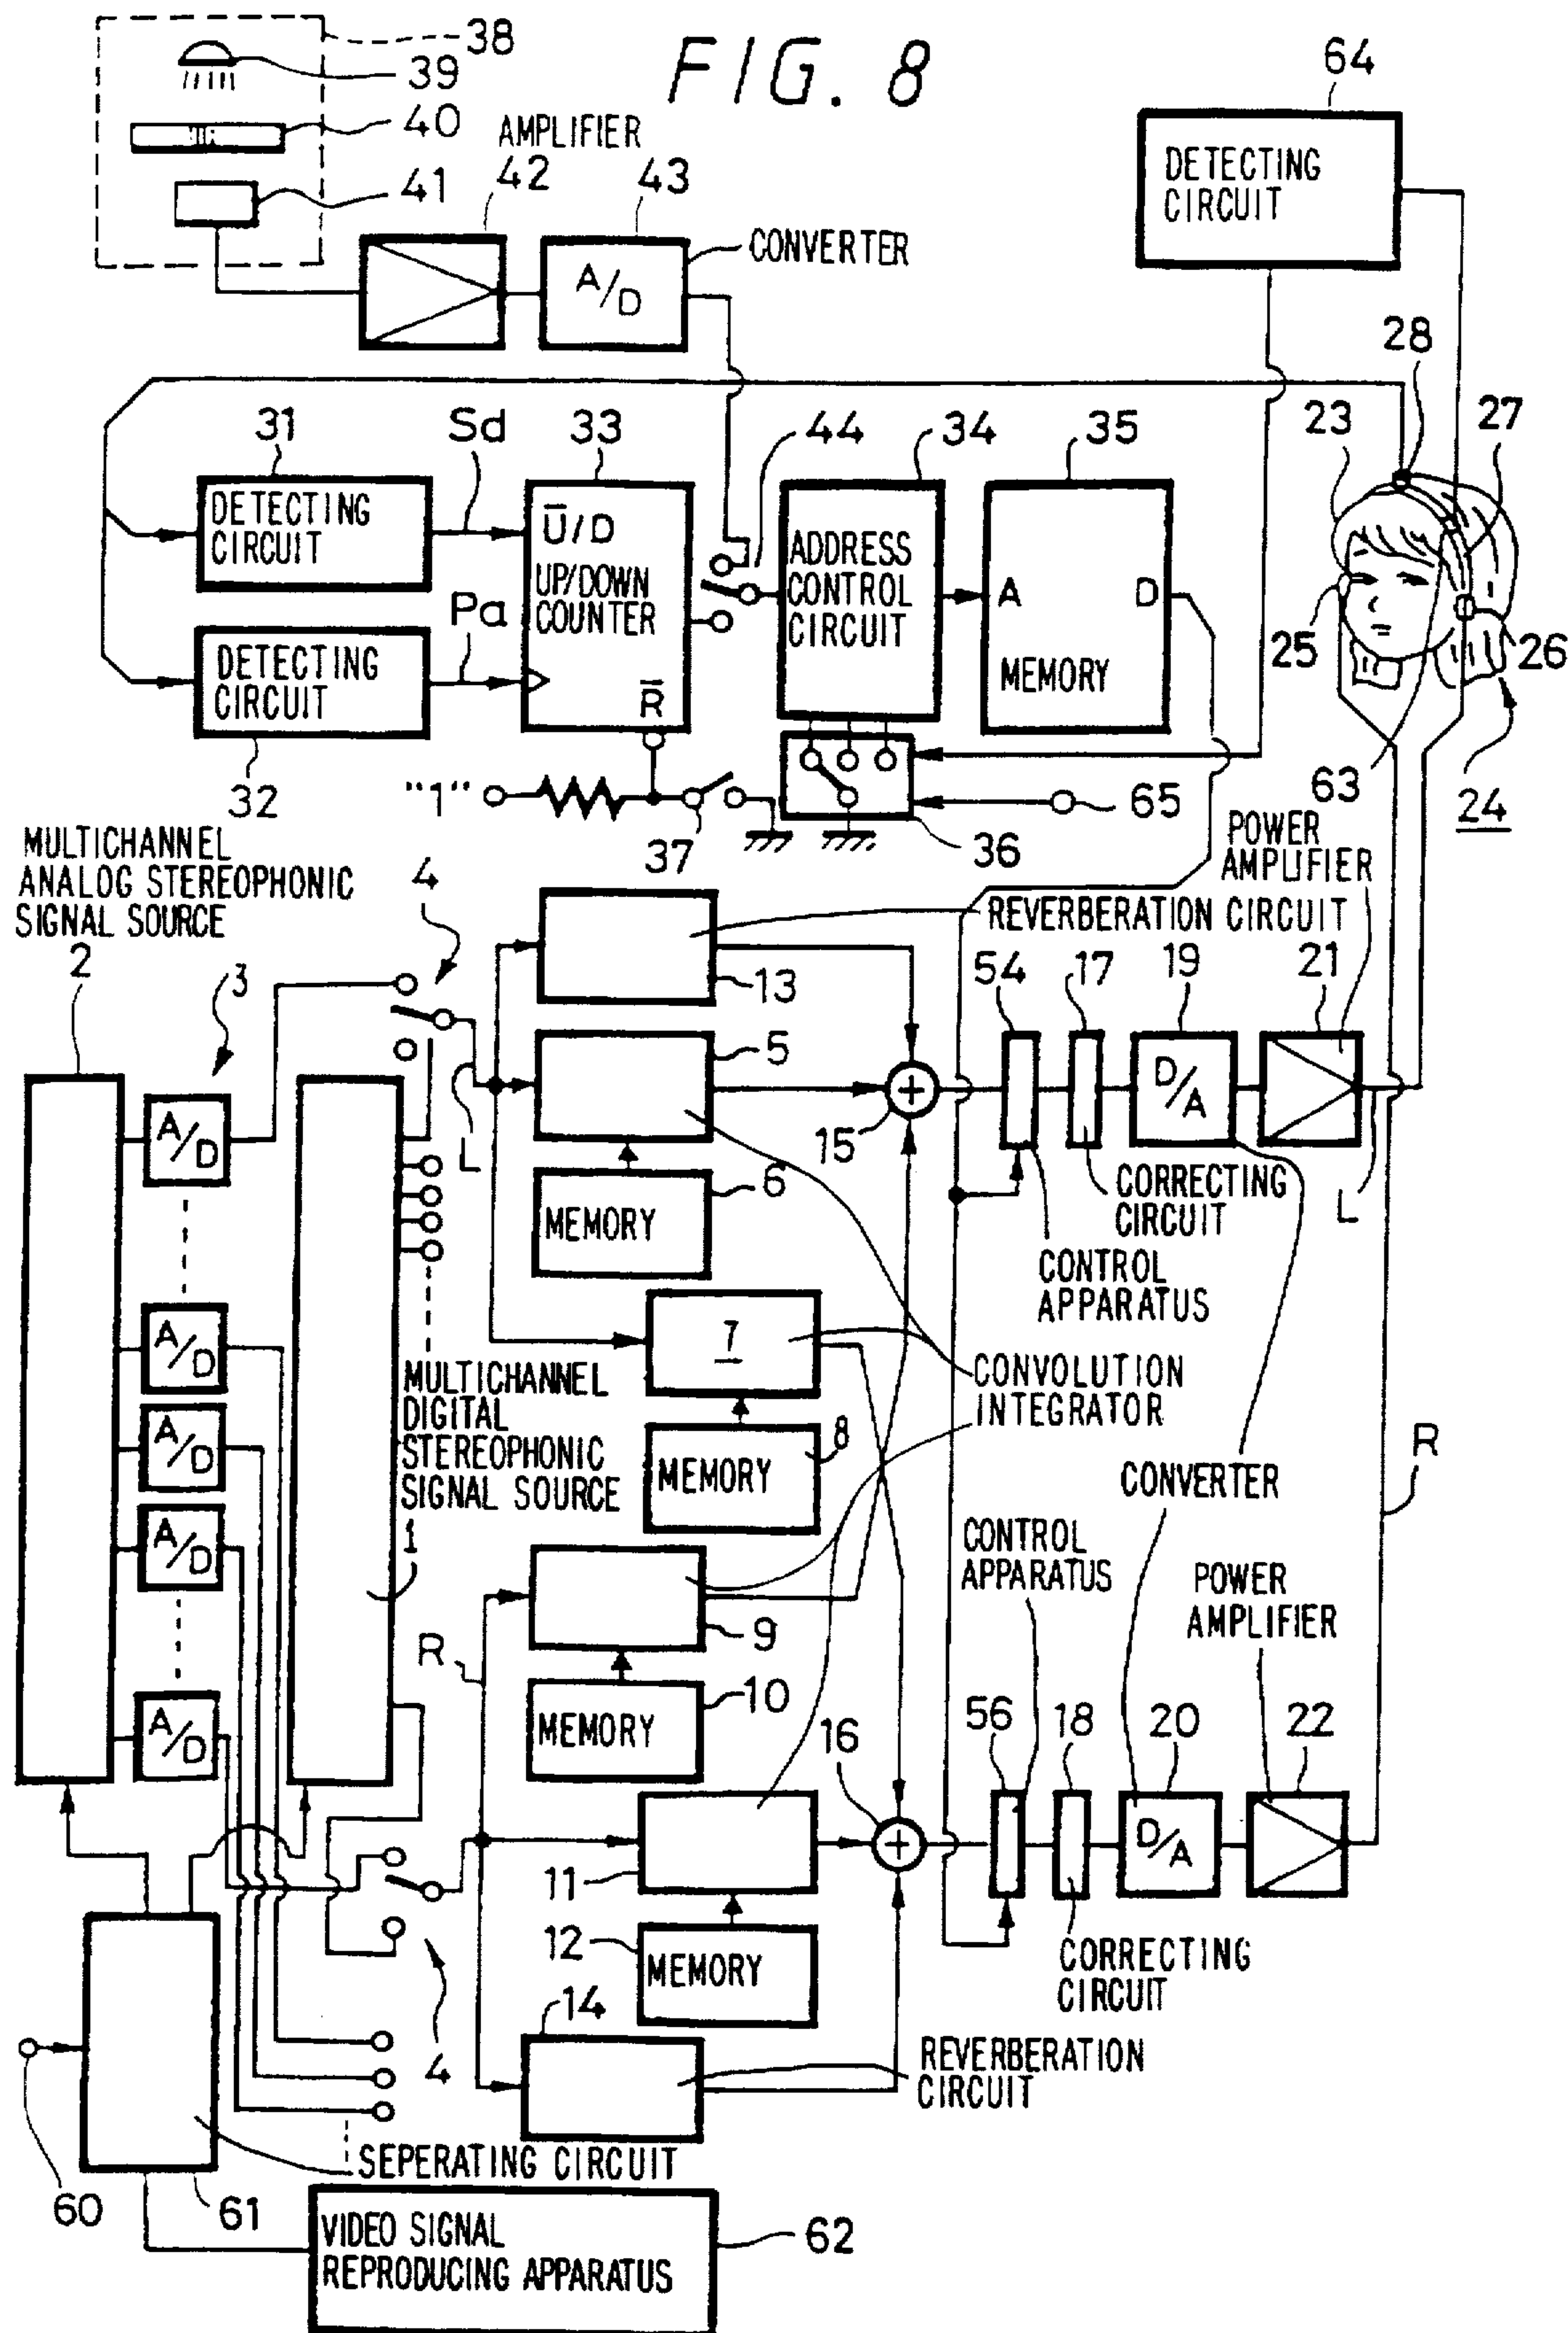 FIG. 8
38
39
40
41
AMPLIFIER
42
43
A/D
CONVERTER
64
DETECTING
CIRCUIT
28
31
Sd
33
44
34
35
23
27
DETECTING
CIRCUIT
U̅/D
UP/DOWN
COUNTER
ADDRESS
CONTROL
CIRCUIT
A
D
MEMORY
Pa
DETECTING
CIRCUIT
R̅
25
26
32
"1"
37
36
65
63
24
MULTICHANNEL
ANALOG STEREOPHONIC
SIGNAL SOURCE
2
3
4
POWER
AMPLIFIER
REVERBERATION CIRCUIT
13
54
17
19
21
5
15
D/A
A/D
L
MEMORY
6
CORRECTING
CIRCUIT
L
CONTROL
APPARATUS
A/D
7
MULTICHANNEL
DIGITAL
STEREOPHONIC
SIGNAL SOURCE
1
CONVOLUTION
INTEGRATOR
A/D
MEMORY
8
CONVERTER
R
A/D
CONTROL
APPARATUS
POWER
AMPLIFIER
9
R
MEMORY
10
A/D
16
56
18
20
22
11
D/A
12
MEMORY
CORRECTING
CIRCUIT
4
14
REVERBERATION
CIRCUIT
60
61
SEPERATING CIRCUIT
VIDEO SIGNAL
REPRODUCING APPARATUS
62